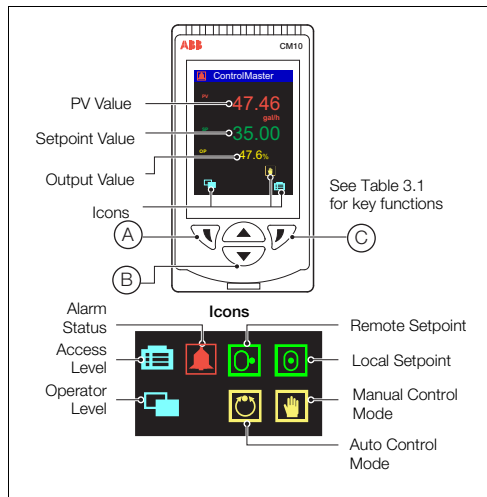 ABB
CM10
ControlMaster
PV
47.46
gal/h
PV Value
35.00
Setpoint Value
OP
47.6%
Output Value
See Table 3.1
for key functions
Icons
A
C
B
Icons
Alarm
Status
Remote Setpoint
Access
Level
Local Setpoint
Operator
Level
Manual Control
Mode
Auto Control
Mode